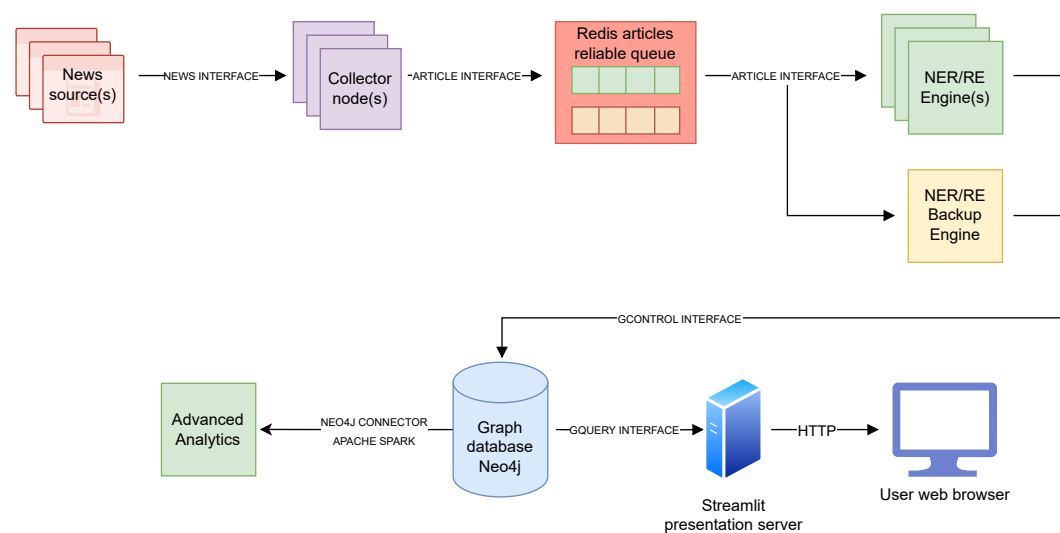 News
source(s)
NEWS INTERFACE
Collector
node(s)
ARTICLE INTERFACE
Redis articles
reliable queue
ARTICLE INTERFACE
NER/RE
Engine(s)
NER/RE
Backup
Engine
GCONTROL INTERFACE
Advanced
Analytics
NEO4J CONNECTOR
APACHE SPARK
Graph
database
Neo4j
GQUERY INTERFACE
Streamlit
presentation server
HTTP
User web browser